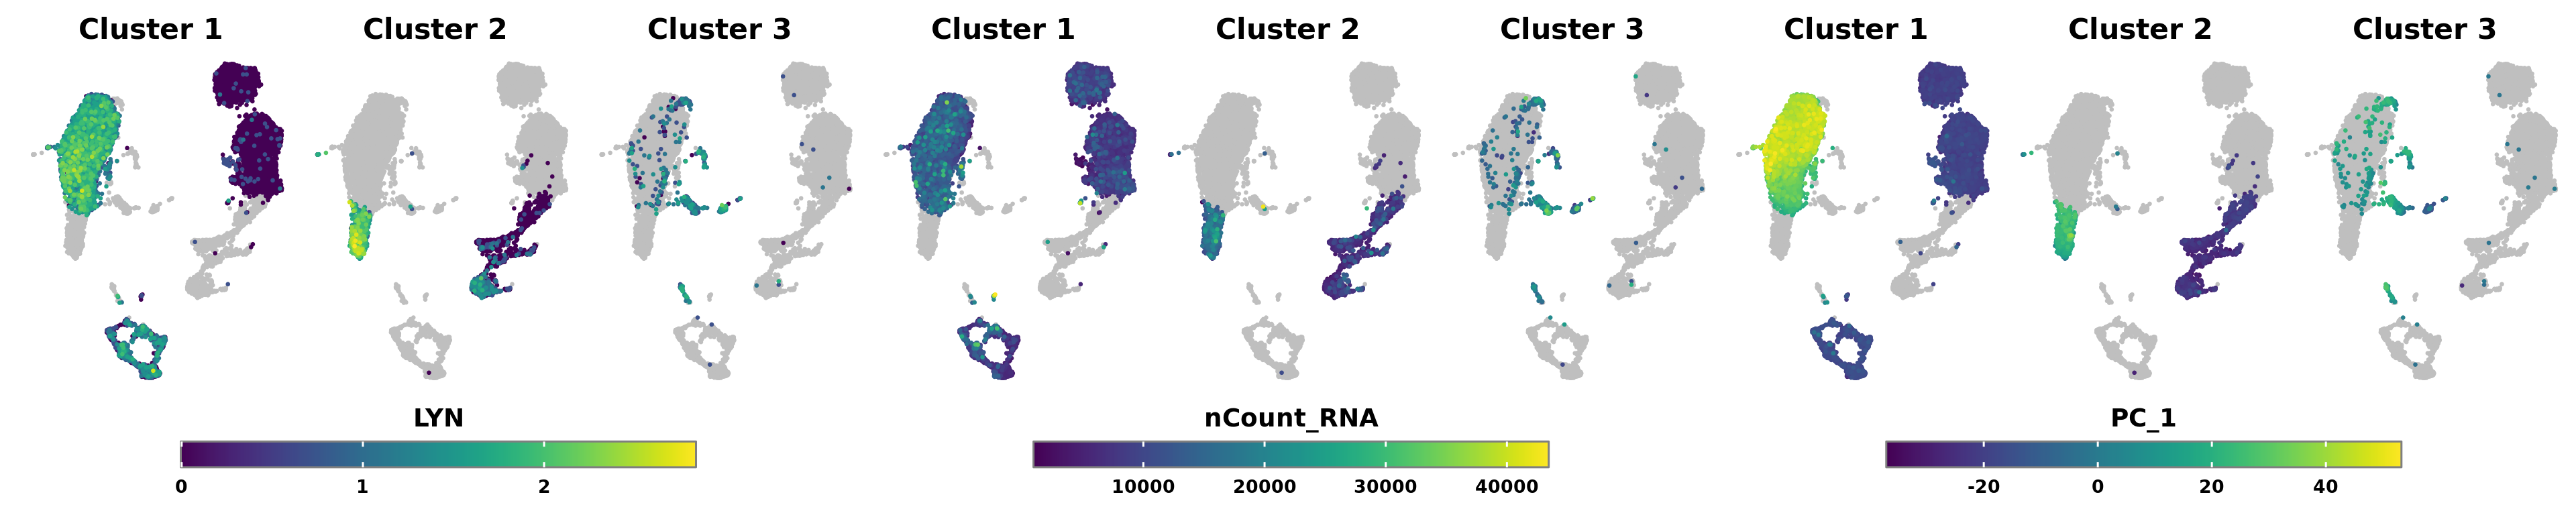 Cluster 1 Cluster 2 Cluster 3 Cluster 1 Cluster 2 Cluster 3 Cluster 1 Cluster 2 Cluster 3
LYN nCount_RNA PC_1
0 1 2 10000 20000 30000 40000 -20 0 20 40